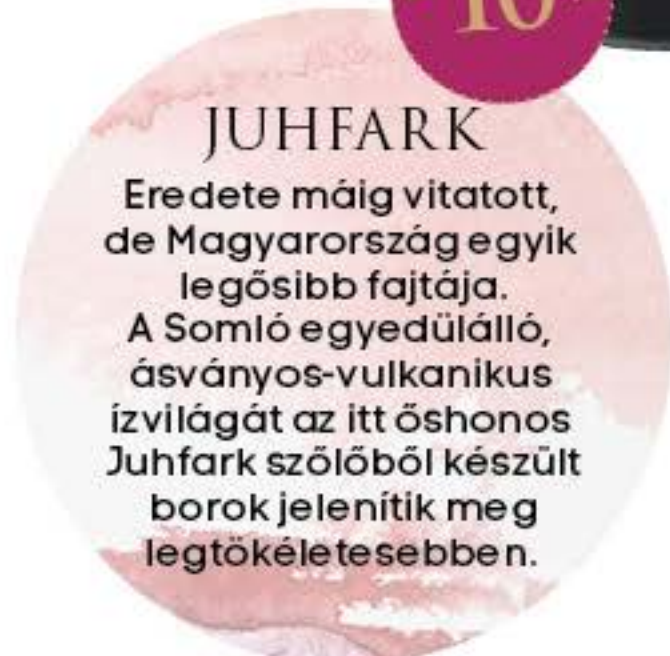 10
JUHFARK
Eredete máig vitatott,
de Magyarország egyik
legősibb fajtája.
A Somló egyedülálló,
ásványos-vulkanikus
ízvilágát az itt őshonos
Juhfark szőlőből készült
borok jelenítik meg
legtökéletesebben.